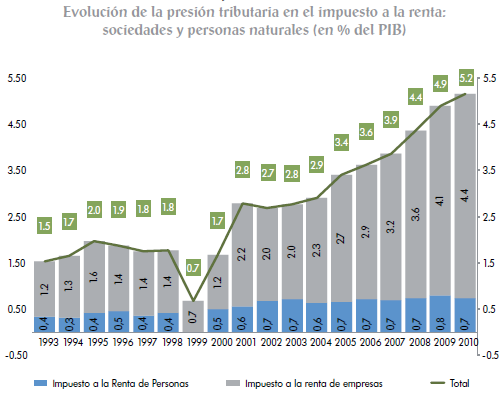 Evolución de la presión tributaria en el impuesto a la renta:
sociedades y personas naturales (en % del PIB)
5.50
4.50
3.50
2.50
1.50
0.50
-0.50
1.5 1.7 2.0 1.9 1.8 1.8 0.7 1.7 2.8 2.7 2.8 2.9 3.4 3.6 3.9 4.4 4.9 5.2
1.2 1.3 1.6 1.4 1.4 1.4 0.7 1.2 2.2 2.0 2.0 2.3 27 2.9 3.2 3.6 4.1 4.4
0,4 0,3 0,4 0,5 0,4 0,4 0,5 0,6 0,7 0,7 0,6 0,7 0,7 0,7 0,7 0,8 0,7
5.5
4.5
3.5
2.5
1.5
0.5
-0.5
1993 1994 1995 1996 1997 1998 1999 2000 2001 2002 2003 2004 2005 2006 2007 2008 2009 2010
Impuesto a la Renta de Personas Impuesto a la renta de empresas Total